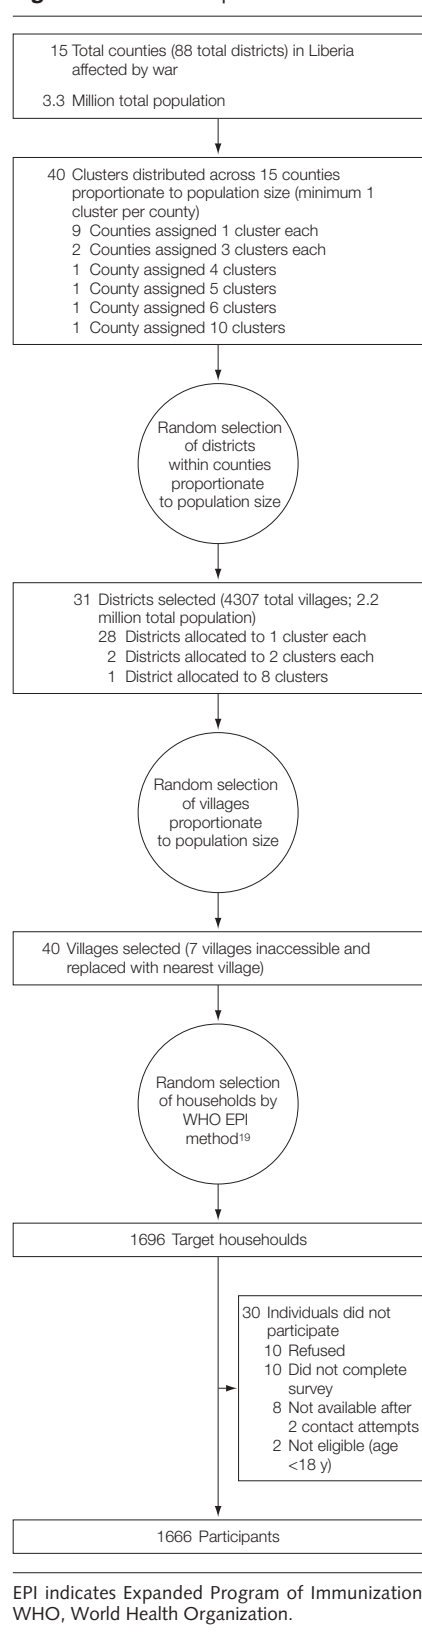 15 Total counties (88 total districts) in Liberia
affected by war
3.3 Million total population
40 Clusters distributed across 15 counties
proportionate to population size (minimum 1
cluster per county)
9 Counties assigned 1 cluster each
2 Counties assigned 3 clusters each
1 County assigned 4 clusters
1 County assigned 5 clusters
1 County assigned 6 clusters
1 County assigned 10 clusters
Random selection
of districts
within counties
proportionate
to population size
31 Districts selected (4307 total villages; 2.2
million total population)
28 Districts allocated to 1 cluster each
2 Districts allocated to 2 clusters each
1 District allocated to 8 clusters
Random selection
of villages
proportionate
to population size
40 Villages selected (7 villages inaccessible and
replaced with nearest village)
Random selection
of households by
WHO EPI
method19
1696 Target househoulds
30 Individuals did not
participate
10 Refused
10 Did not complete
survey
8 Not available after
2 contact attempts
2 Not eligible (age
<18 y)
1666 Participants
EPI indicates Expanded Program of Immunization
WHO, World Health Organization.